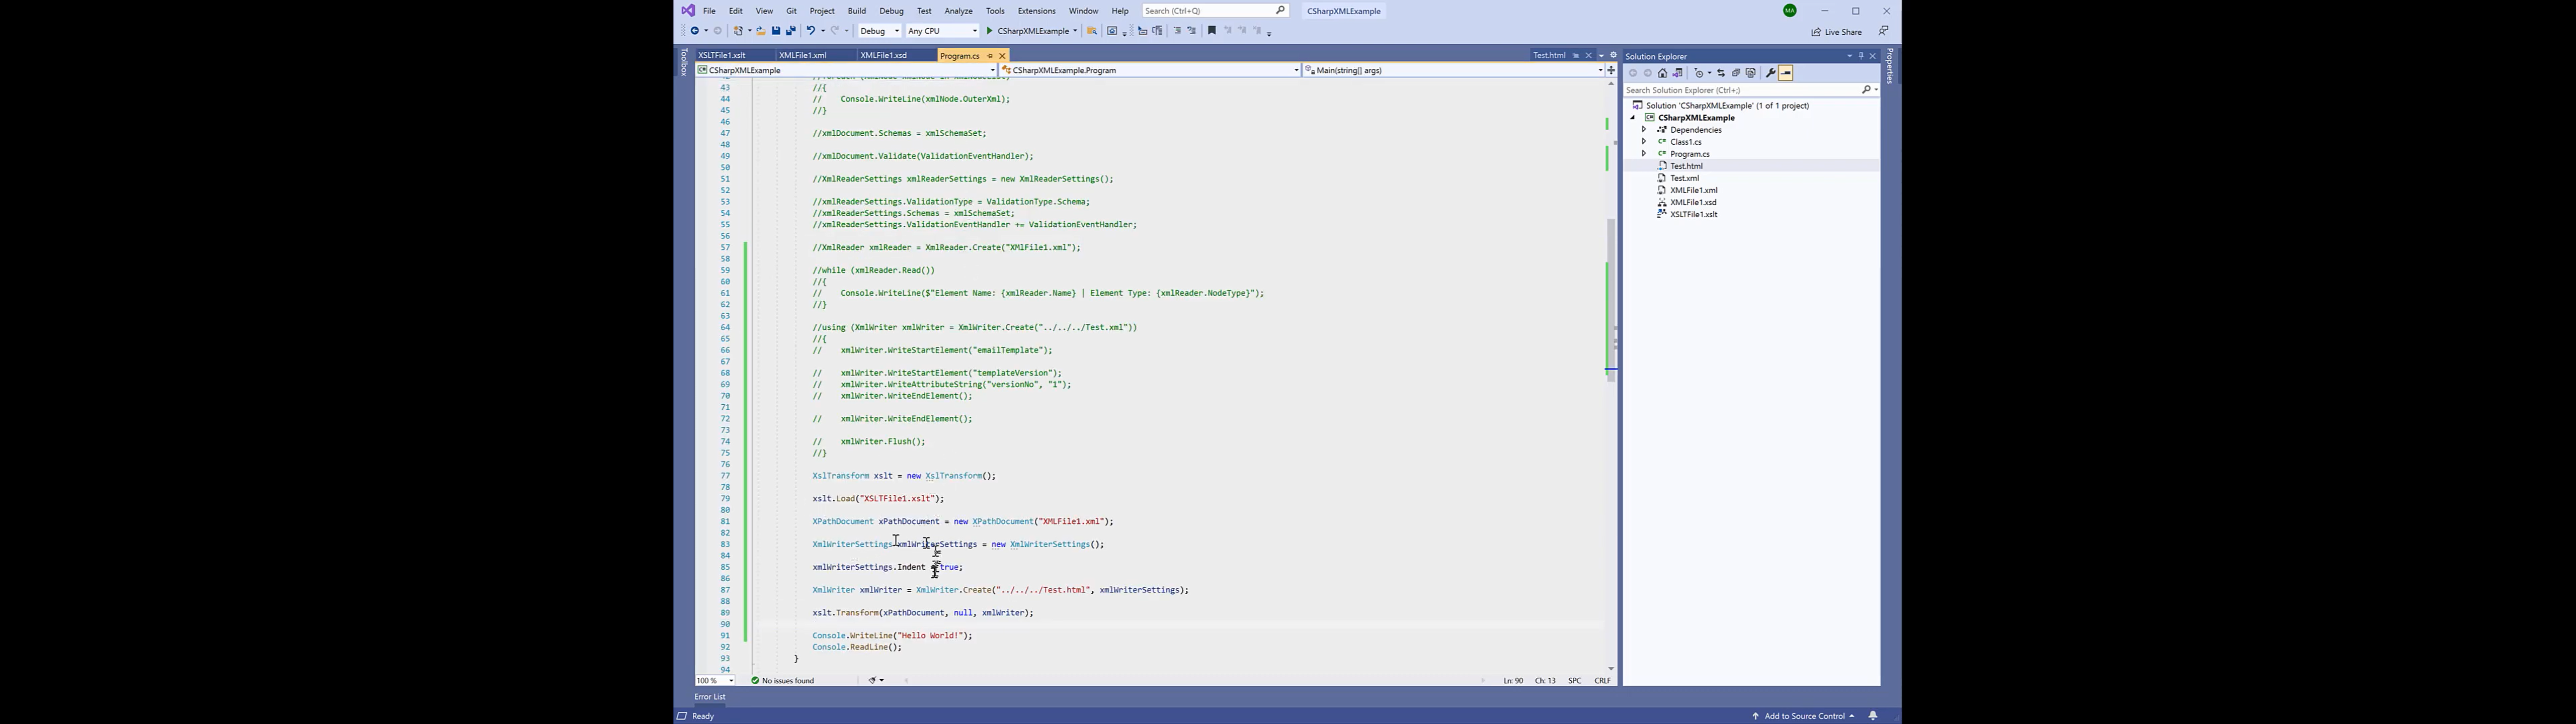 File Edit View Git Project Build Debug Test Analyze Tools Extensions Window Help Search (Ctrl+Q) CSharpXMLExample MA
Debug Any CPU CSharpXMLExample Live Share
Toolbox
XSLTFile1.xslt XMLFile1.xml XMLFile1.xsd Program.cs Test.html
CSharpXMLExample CSharpXMLExample.Program Main(string[] args)
43 //{
44 // Console.WriteLine(xmlNode.OuterXml);
45 //}
46
47 //xmlDocument.Schemas = xmlSchemaSet;
48
49 //xmlDocument.Validate(ValidationEventHandler);
50
51 //XmlReaderSettings xmlReaderSettings = new XmlReaderSettings();
52
53 //xmlReaderSettings.ValidationType = ValidationType.Schema;
54 //xmlReaderSettings.Schemas = xmlSchemaSet;
55 //xmlReaderSettings.ValidationEventHandler += ValidationEventHandler;
56
57 //XmlReader xmlReader = XmlReader.Create("XMlFile1.xml");
58
59 //while (xmlReader.Read())
60 //{
61 // Console.WriteLine($"Element Name: {xmlReader.Name} | Element Type: {xmlReader.NodeType}");
62 //}
63
64 //using (XmlWriter xmlWriter = XmlWriter.Create("../../../Test.xml"))
65 //{
66 // xmlWriter.WriteStartElement("emailTemplate");
67
68 // xmlWriter.WriteStartElement("templateVersion");
69 // xmlWriter.WriteAttributeString("versionNo", "1");
70 // xmlWriter.WriteEndElement();
71
72 // xmlWriter.WriteEndElement();
73
74 // xmlWriter.Flush();
75 //}
76
77 XslTransform xslt = new XslTransform();
78
79 xslt.Load("XSLTFile1.xslt");
80
81 XPathDocument xPathDocument = new XPathDocument("XMLFile1.xml");
82
83 XmlWriterSettings xmlWriterSettings = new XmlWriterSettings();
84
85 xmlWriterSettings.Indent = true;
86
87 XmlWriter xmlWriter = XmlWriter.Create("../../../Test.html", xmlWriterSettings);
88
89 xslt.Transform(xPathDocument, null, xmlWriter);
90
91 Console.WriteLine("Hello World!");
92 Console.ReadLine();
93 }
94
100 % No issues found Ln: 90 Ch: 13 SPC CRLF
Error List
Ready Add to Source Control
Solution Explorer
Search Solution Explorer (Ctrl+;)
Solution 'CSharpXMLExample' (1 of 1 project)
CSharpXMLExample
Dependencies
Class1.cs
Program.cs
Test.html
Test.xml
XMLFile1.xml
XMLFile1.xsd
XSLTFile1.xslt
Properties